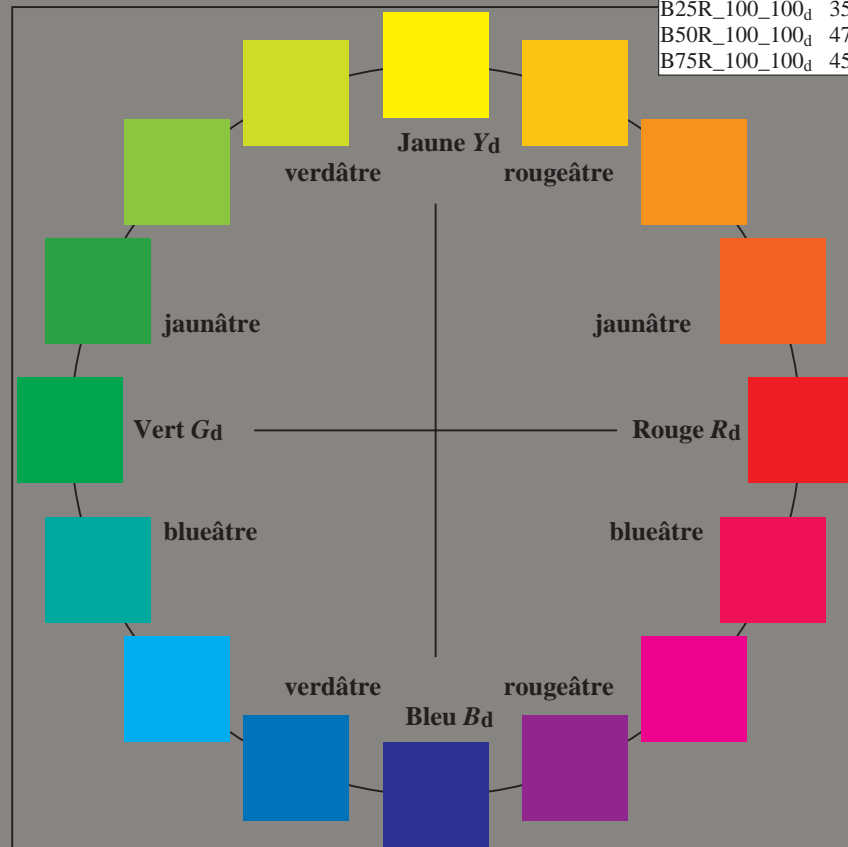 B25R_100_100d 35
B50R_100_100d 47
B75R_100_100d 45
Jaune Yd
verdâtre rougeâtre
jaunâtre jaunâtre
Vert Gd Rouge Rd
blueâtre blueâtre
verdâtre rougeâtre
Bleu Bd